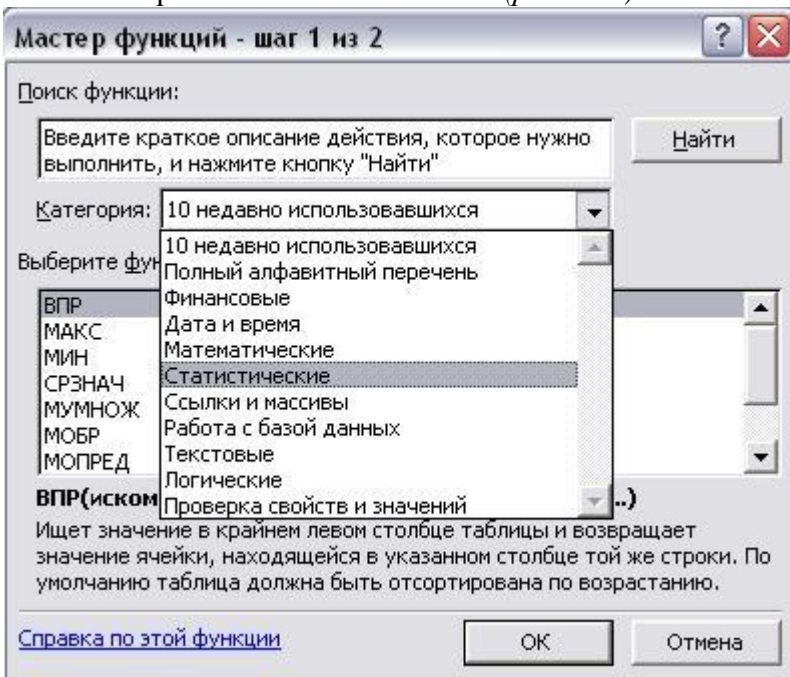 Мастер функций - шаг 1 из 2
Поиск функции:
Введите краткое описание действия, которое нужно
выполнить, и нажмите кнопку "Найти"
Найти
Категория:
10 недавно использовавшихся
10 недавно использовавшихся
Полный алфавитный перечень
Финансовые
Дата и время
Математические
Статистические
Ссылки и массивы
Работа с базой данных
Текстовые
Логические
Проверка свойств и значений
Выберите фун
ВПР
МАКС
МИН
СРЗНАЧ
МУМНОЖ
МОБР
МОПРЕД
ВПР(иском ..)
Ищет значение в крайнем левом столбце таблицы и возвращает
значение ячейки, находящейся в указанном столбце той же строки. По
умолчанию таблица должна быть отсортирована по возрастанию.
Справка по этой функции
ОК
Отмена